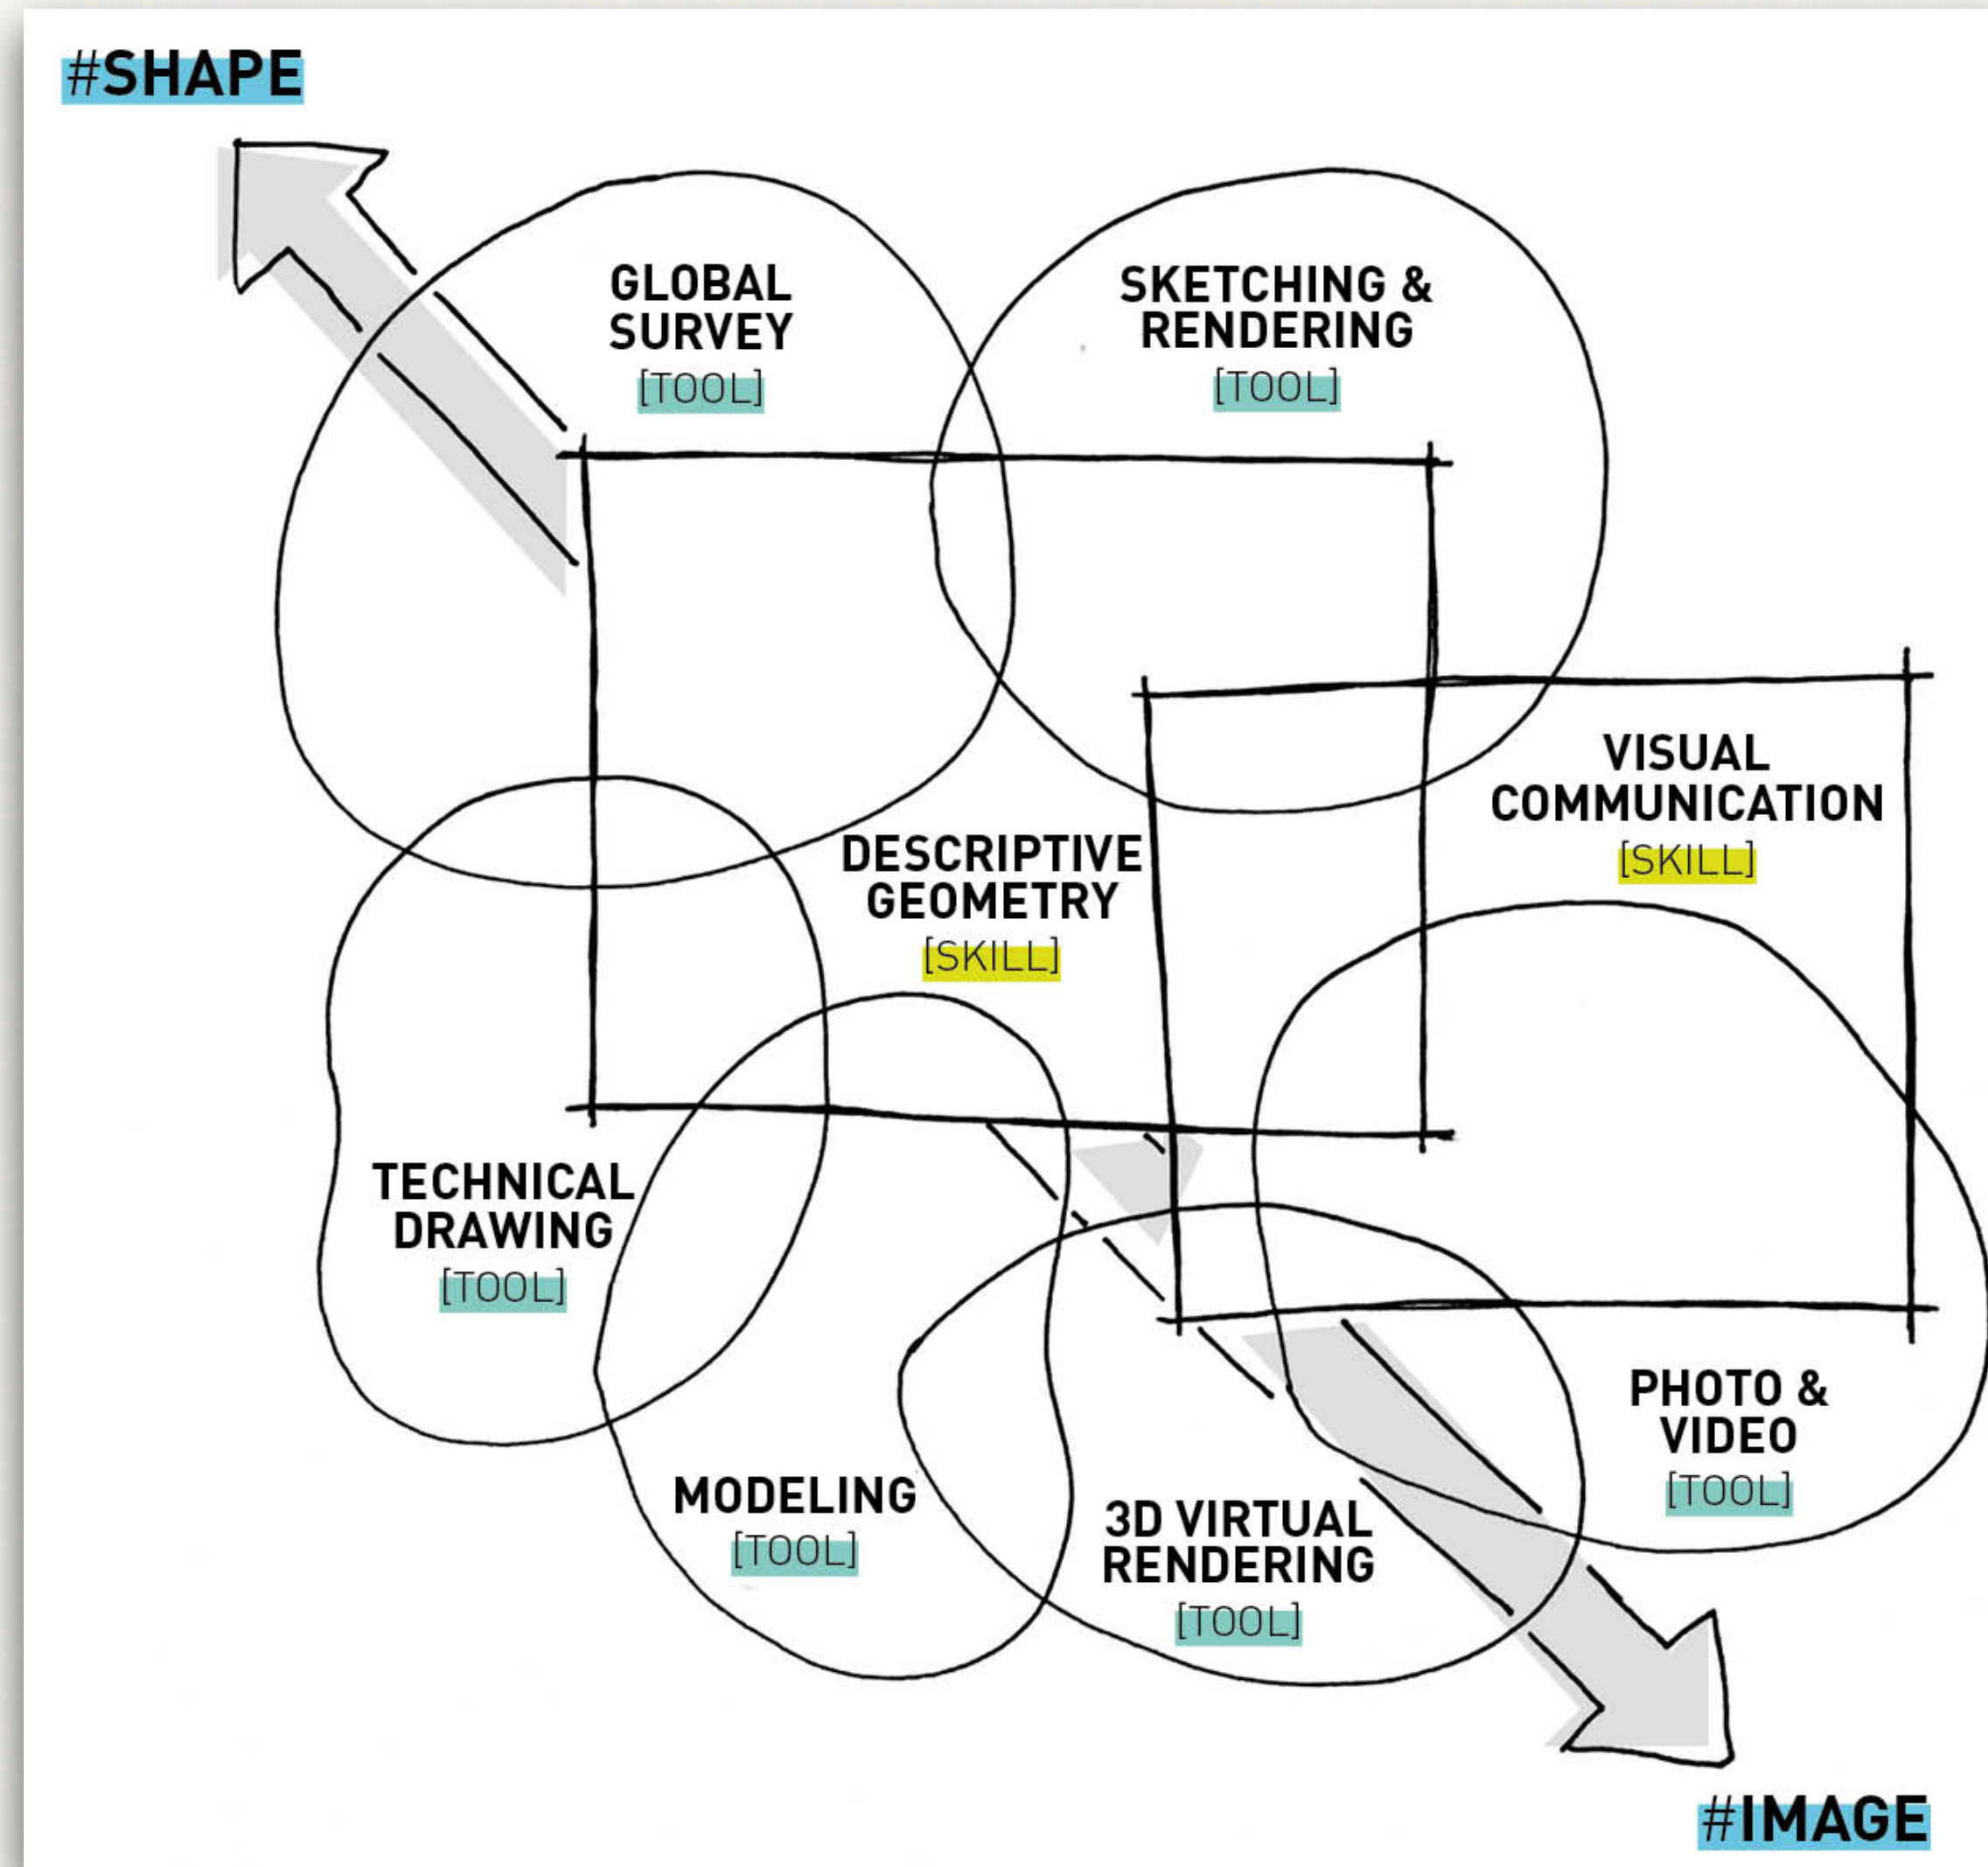 #SHAPE
GLOBAL
SURVEY
[TOOL]
SKETCHING &
RENDERING
[TOOL]
VISUAL
COMMUNICATION
[SKILL]
DESCRIPTIVE
GEOMETRY
[SKILL]
TECHNICAL
DRAWING
[TOOL]
PHOTO &
VIDEO
[TOOL]
MODELING
[TOOL]
3D VIRTUAL
RENDERING
[TOOL]
#IMAGE